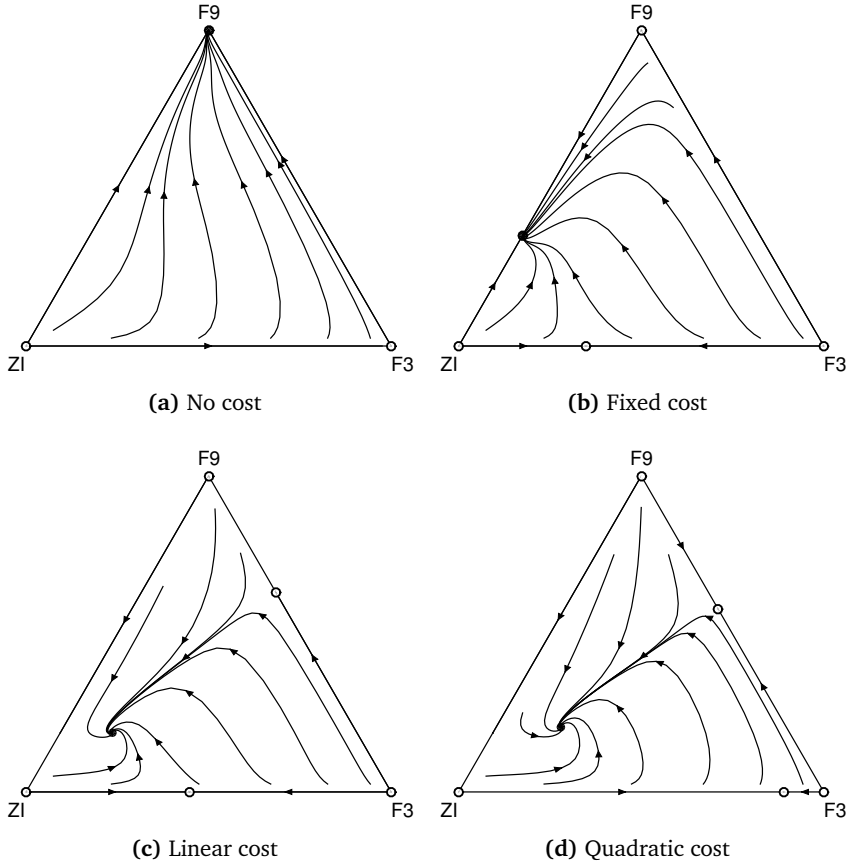 F9
F9
ZI
F3
ZI
F3
(a) No cost
(b) Fixed cost
F9
F9
ZI
F3
ZI
F3
(c) Linear cost
(d) Quadratic cost